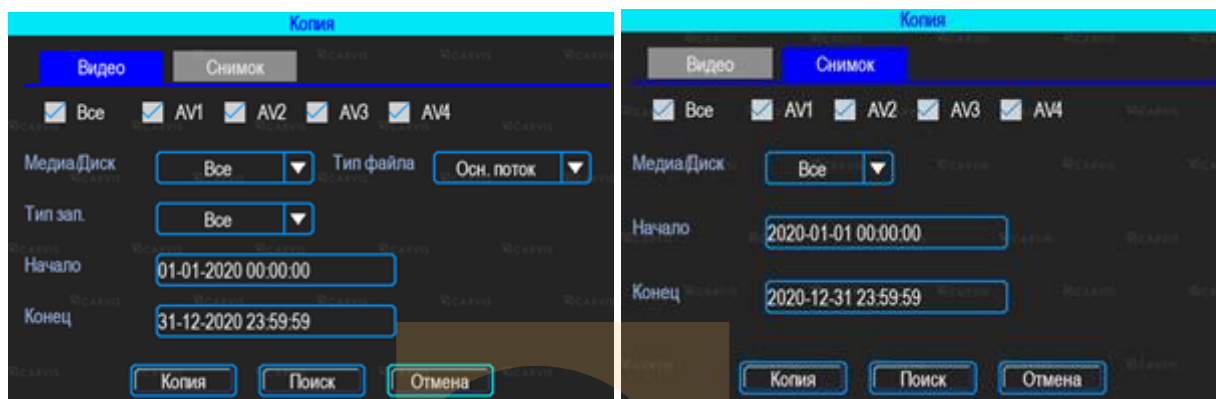 Копия
Видео Снимок
Все AV1 AV2 AV3 AV4
Медиа/Диск Все Тип файла Осн. поток
Тип зап. Все
Начало 01-01-2020 00:00:00
Конец 31-12-2020 23:59:59
Копия Поиск Отмена
Копия
Видео Снимок
Все AV1 AV2 AV3 AV4
Медиа/Диск Все
Начало 2020-01-01 00:00:00
Конец 2020-12-31 23:59:59
Копия Поиск Отмена
CARVIS